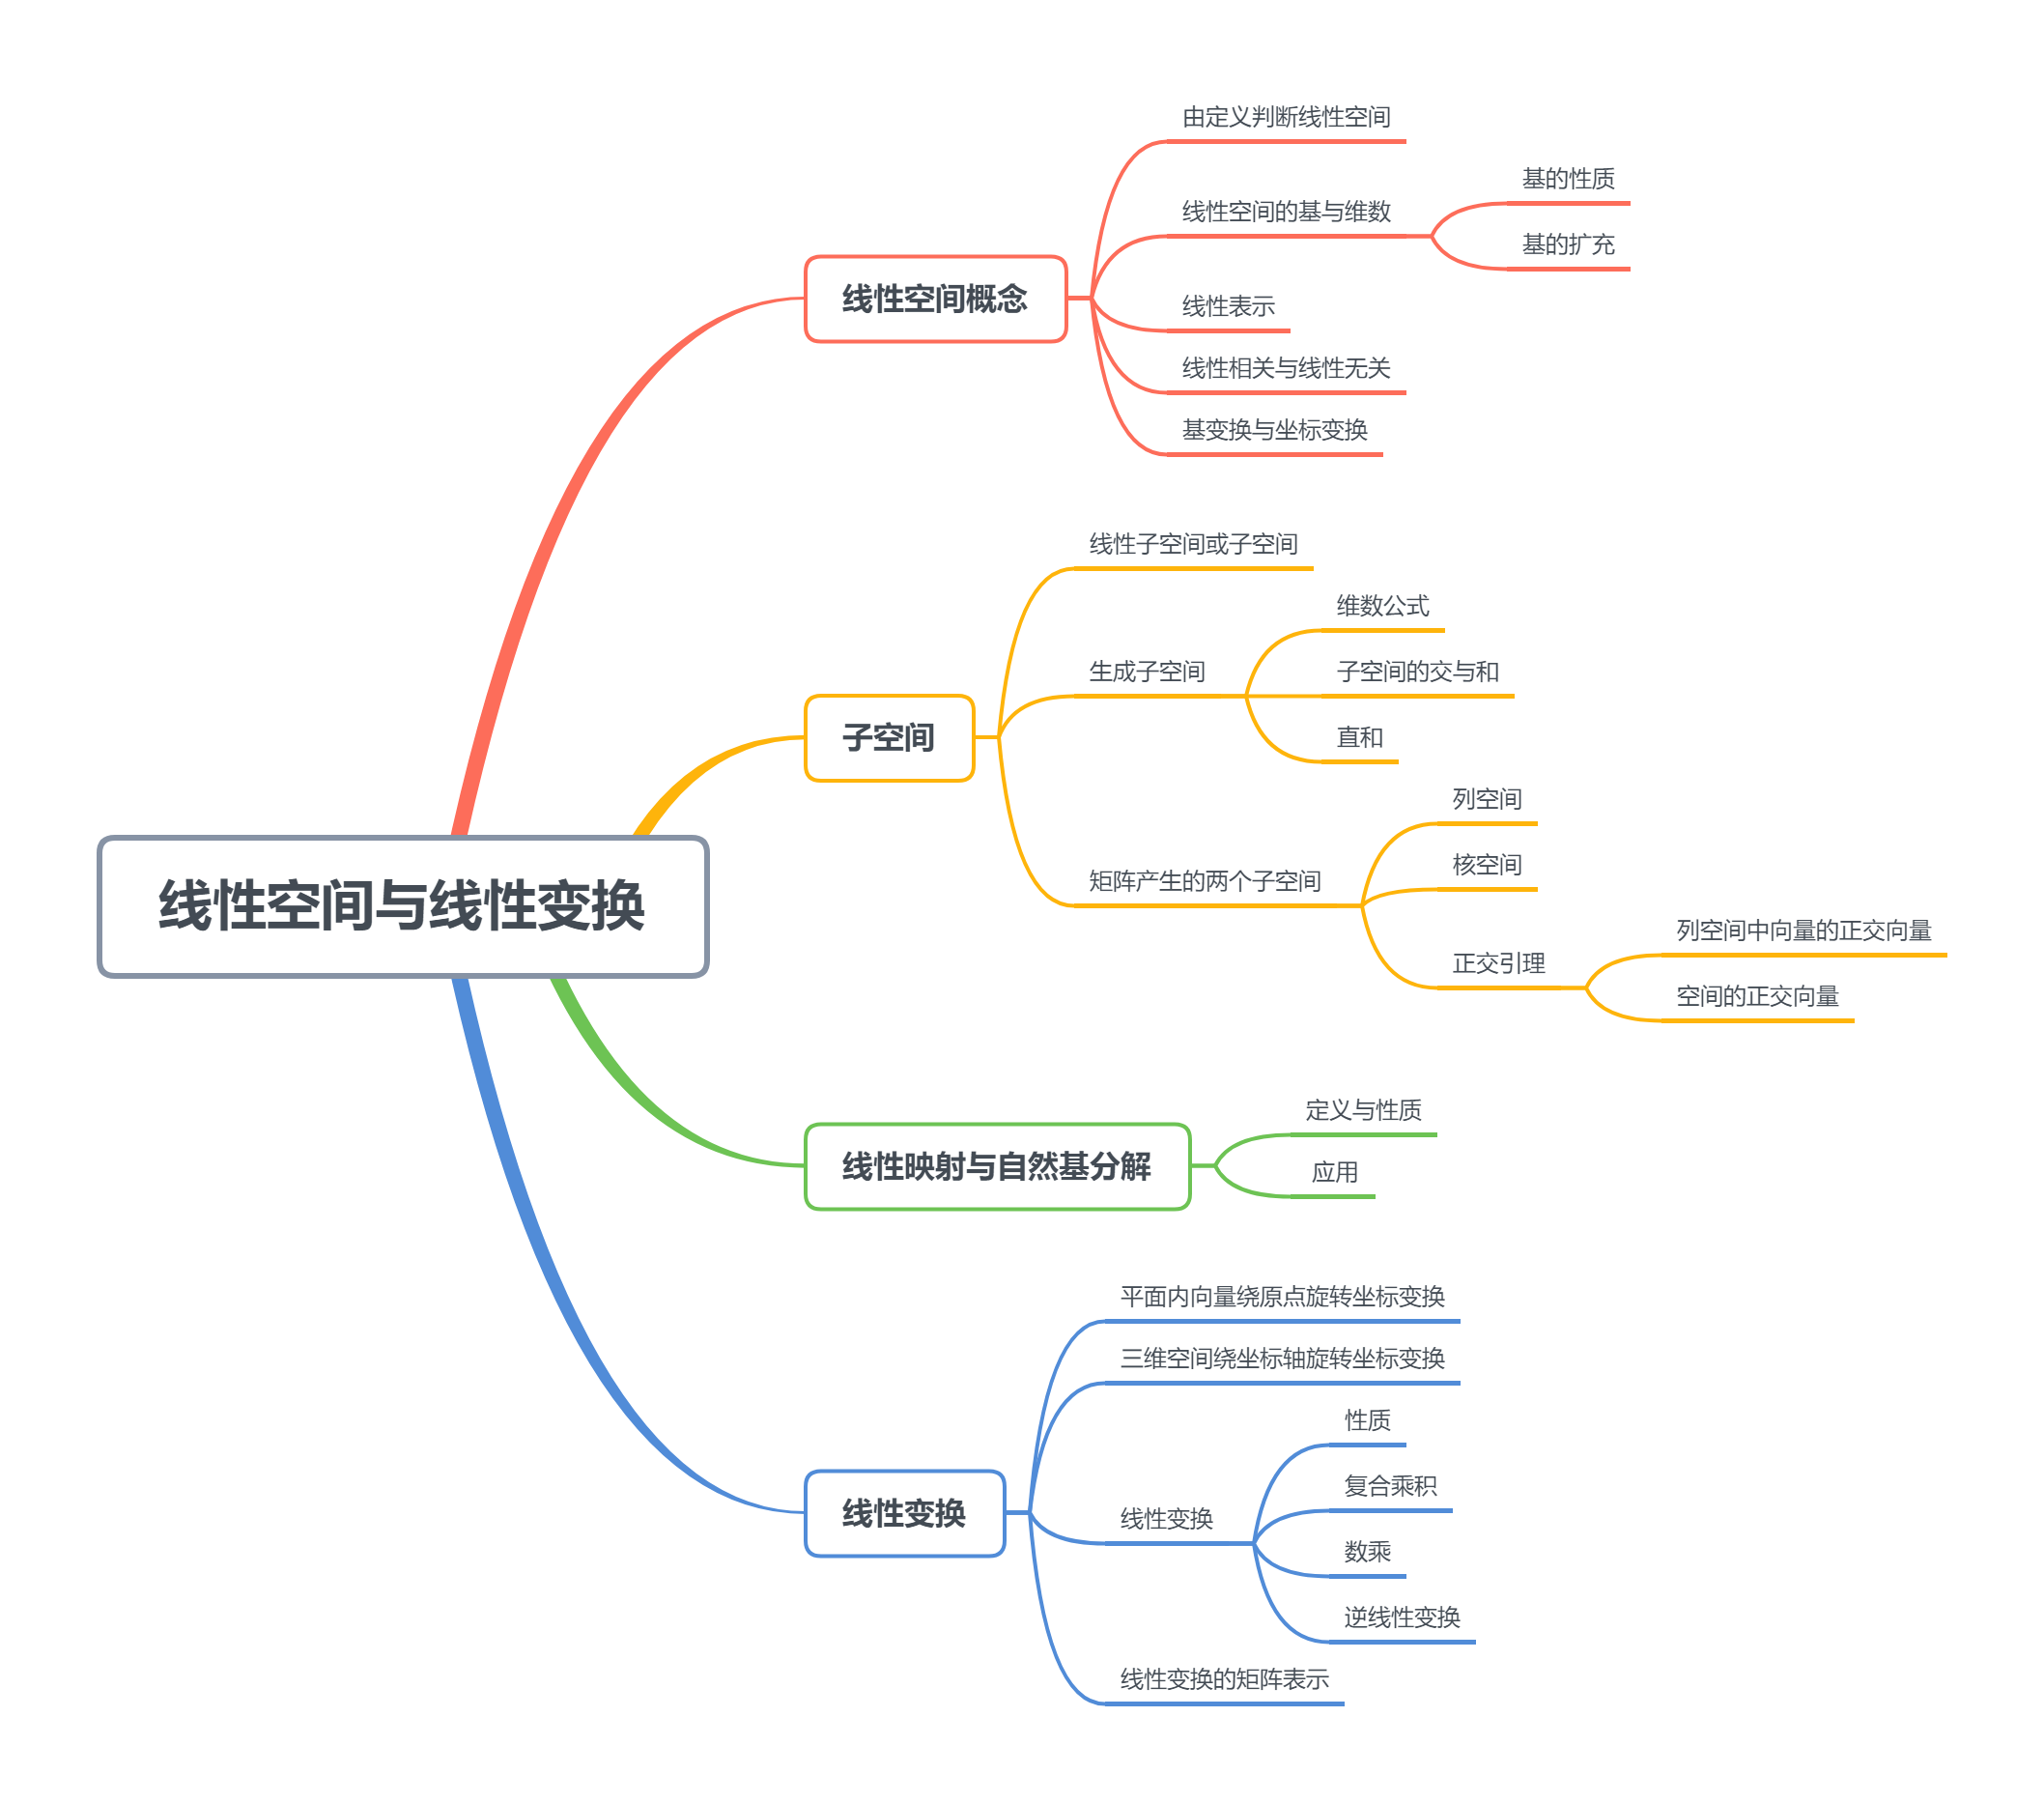 线性空间与线性变换
线性空间概念
由定义判断线性空间
线性空间的基与维数
基的性质
基的扩充
线性表示
线性相关与线性无关
基变换与坐标变换
子空间
线性子空间或子空间
生成子空间
维数公式
子空间的交与和
直和
矩阵产生的两个子空间
列空间
核空间
正交引理
列空间中向量的正交向量
空间的正交向量
线性映射与自然基分解
定义与性质
应用
线性变换
平面内向量绕原点旋转坐标变换
三维空间绕坐标轴旋转坐标变换
线性变换
性质
复合乘积
数乘
逆线性变换
线性变换的矩阵表示